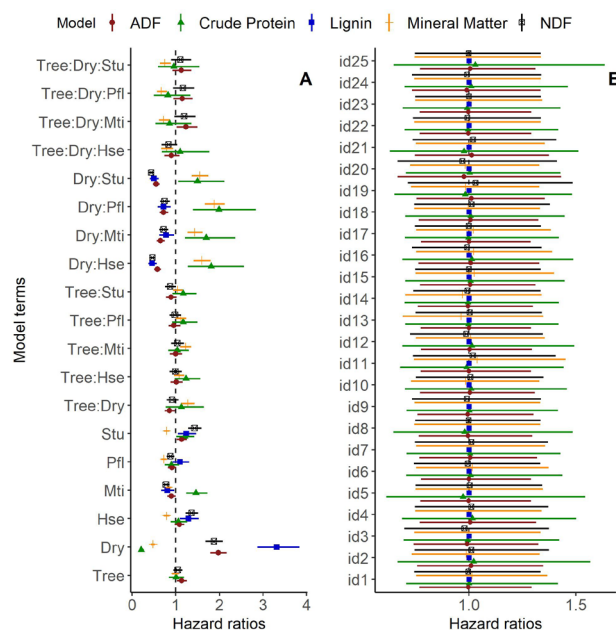 Model ADF Crude Protein Lignin Mineral Matter NDF
A
Model terms
Tree:Dry:Stu
Tree:Dry:Pfl
Tree:Dry:Mti
Tree:Dry:Hse
Dry:Stu
Dry:Pfl
Dry:Mti
Dry:Hse
Tree:Stu
Tree:Pfl
Tree:Mti
Tree:Hse
Tree:Dry
Stu
Pfl
Mti
Hse
Dry
Tree
0 1 2 3 4
Hazard ratios
B
id25
id24
id23
id22
id21
id20
id19
id18
id17
id16
id15
id14
id13
id12
id11
id10
id9
id8
id7
id6
id5
id4
id3
id2
id1
1.0 1.5
Hazard ratios